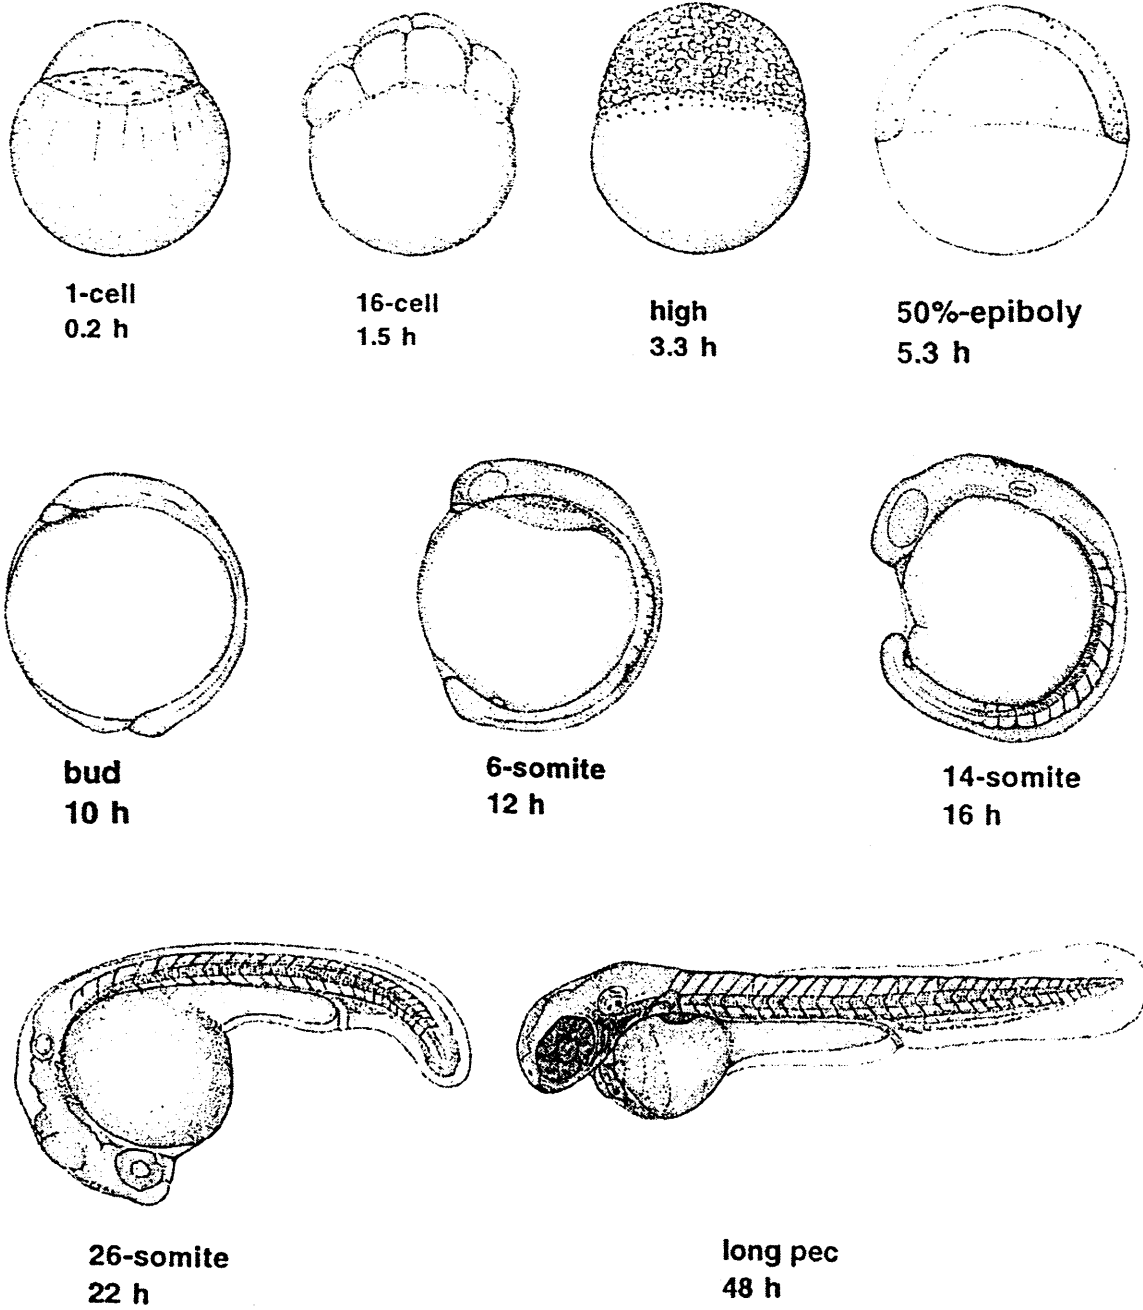 1-cell
0.2 h
16-cell
1.5 h
high
3.3 h
50%-epiboly
5.3 h
bud
10 h
6-somite
12 h
14-somite
16 h
26-somite
22 h
long pec
48 h